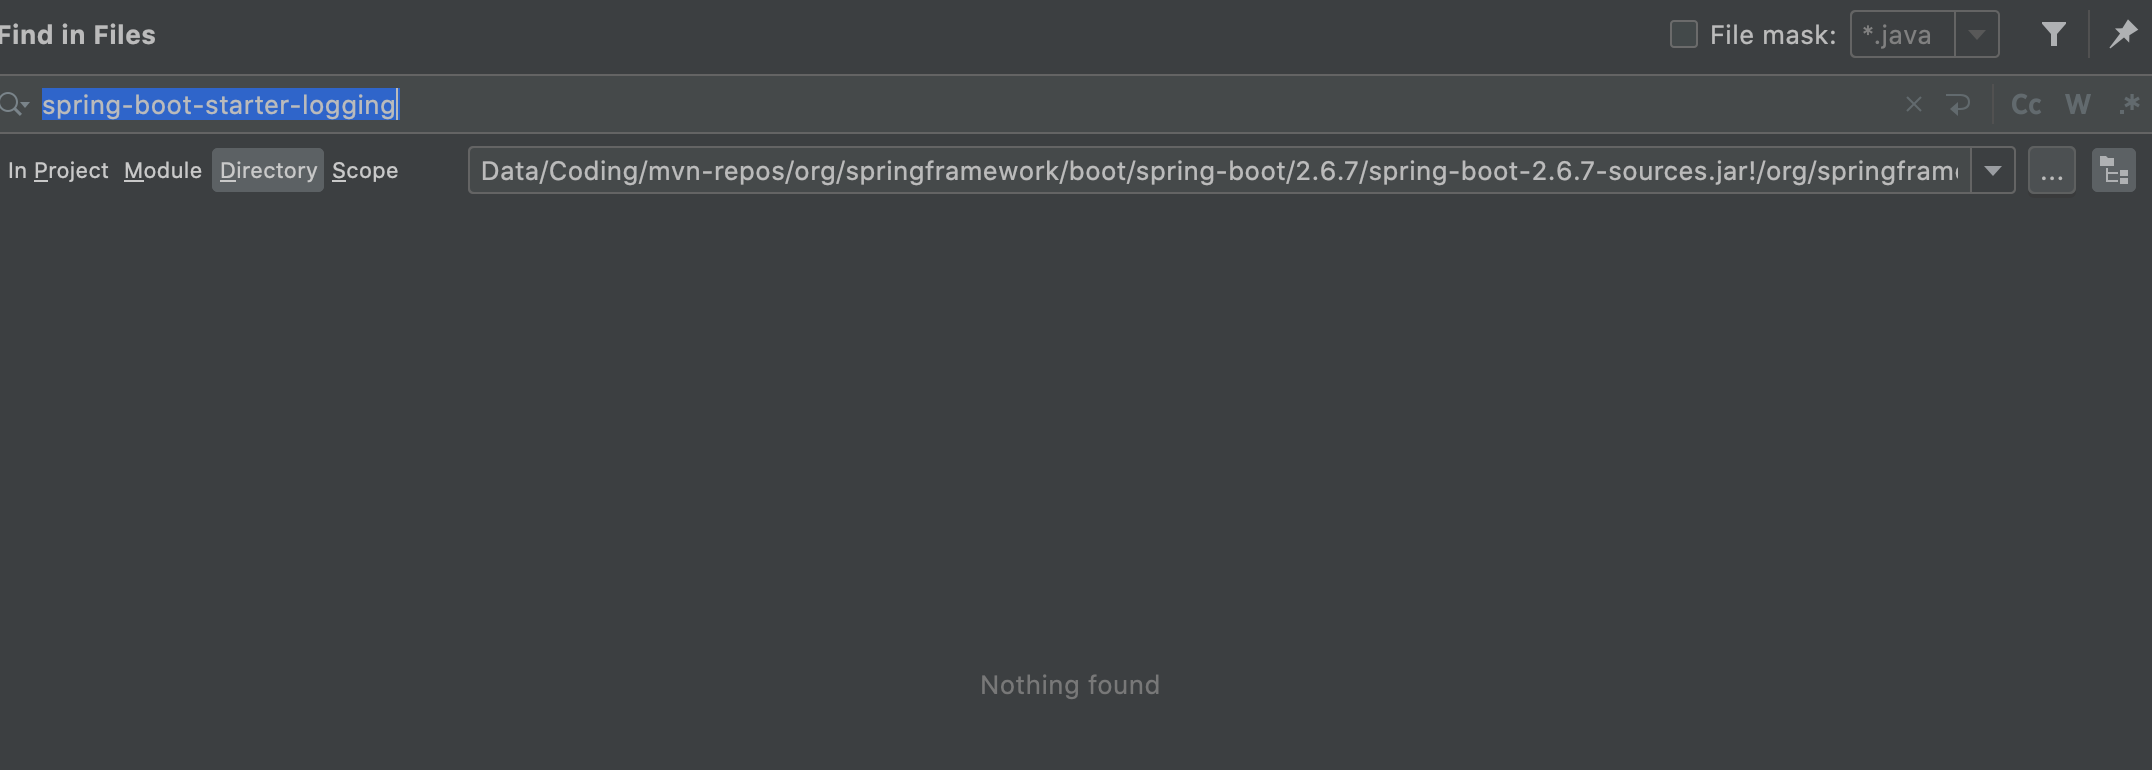 Find in Files
File mask: *.java
spring-boot-starter-logging
Cc W .*
In Project Module Directory Scope
Data/Coding/mvn-repos/org/springframework/boot/spring-boot/2.6.7/spring-boot-2.6.7-sources.jar!/org/springfram
...
Nothing found